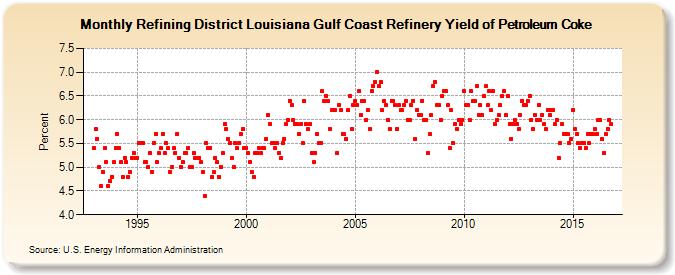 Monthly Refining District Louisiana Gulf Coast Refinery Yield of Petroleum Coke
Percent
7.5
7.0
6.5
6.0
5.5
5.0
4.5
4.0
1995 2000 2005 2010 2015
Source: U.S. Energy Information Administration